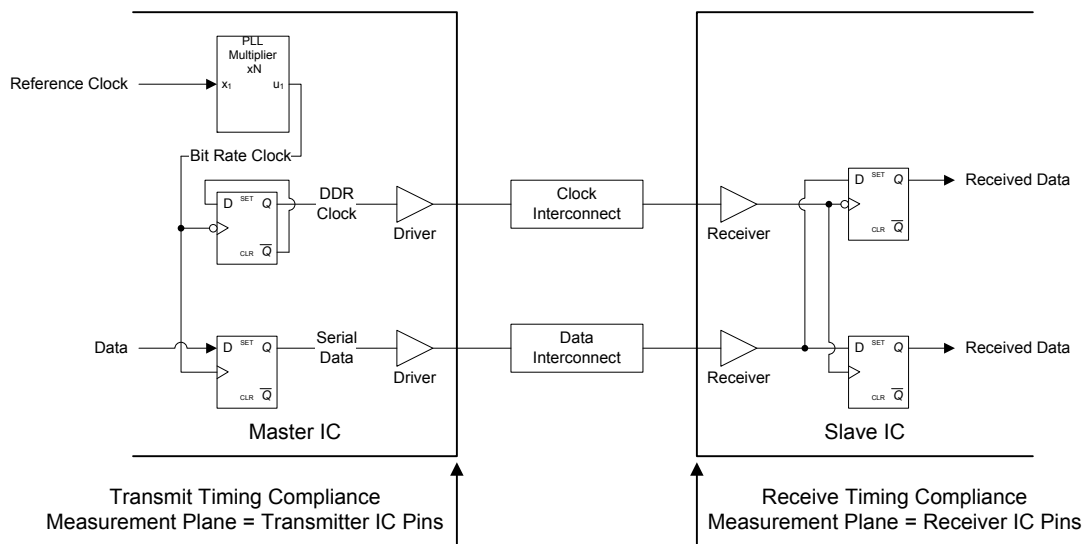 PLL
Multiplier
xN
Reference Clock
x1
u1
Bit Rate Clock
D SET Q
CLR Q
DDR
Clock
Driver
Clock
Interconnect
Receiver
D SET Q
CLR Q
Received Data
Data
D SET Q
CLR Q
Serial
Data
Driver
Data
Interconnect
Receiver
D SET Q
CLR Q
Received Data
Master IC
Slave IC
Transmit Timing Compliance
Measurement Plane = Transmitter IC Pins
Receive Timing Compliance
Measurement Plane = Receiver IC Pins